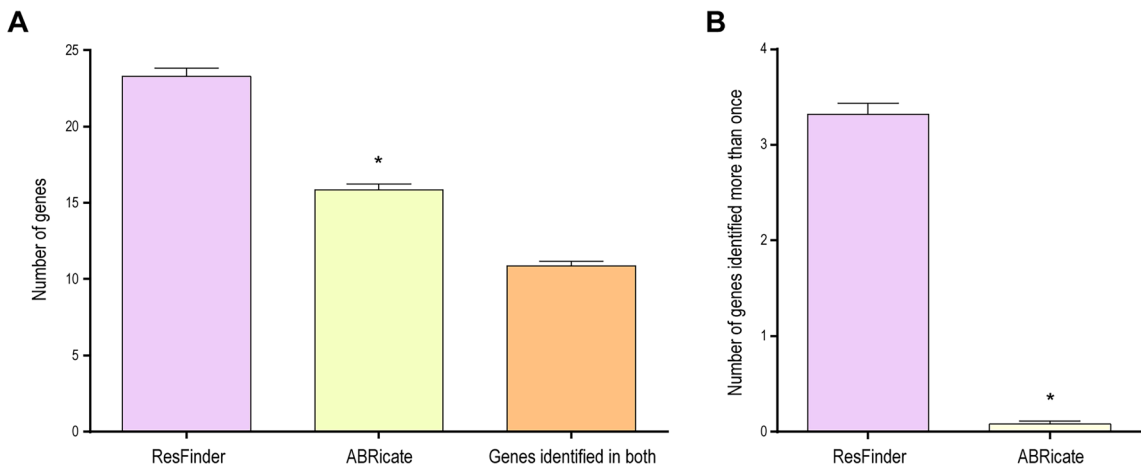 A
Number of genes
25
20
15
10
5
0
*
ResFinder
ABRicate
Genes identified in both
B
Number of genes identified more than once
4
3
2
1
0
*
ResFinder
ABRicate